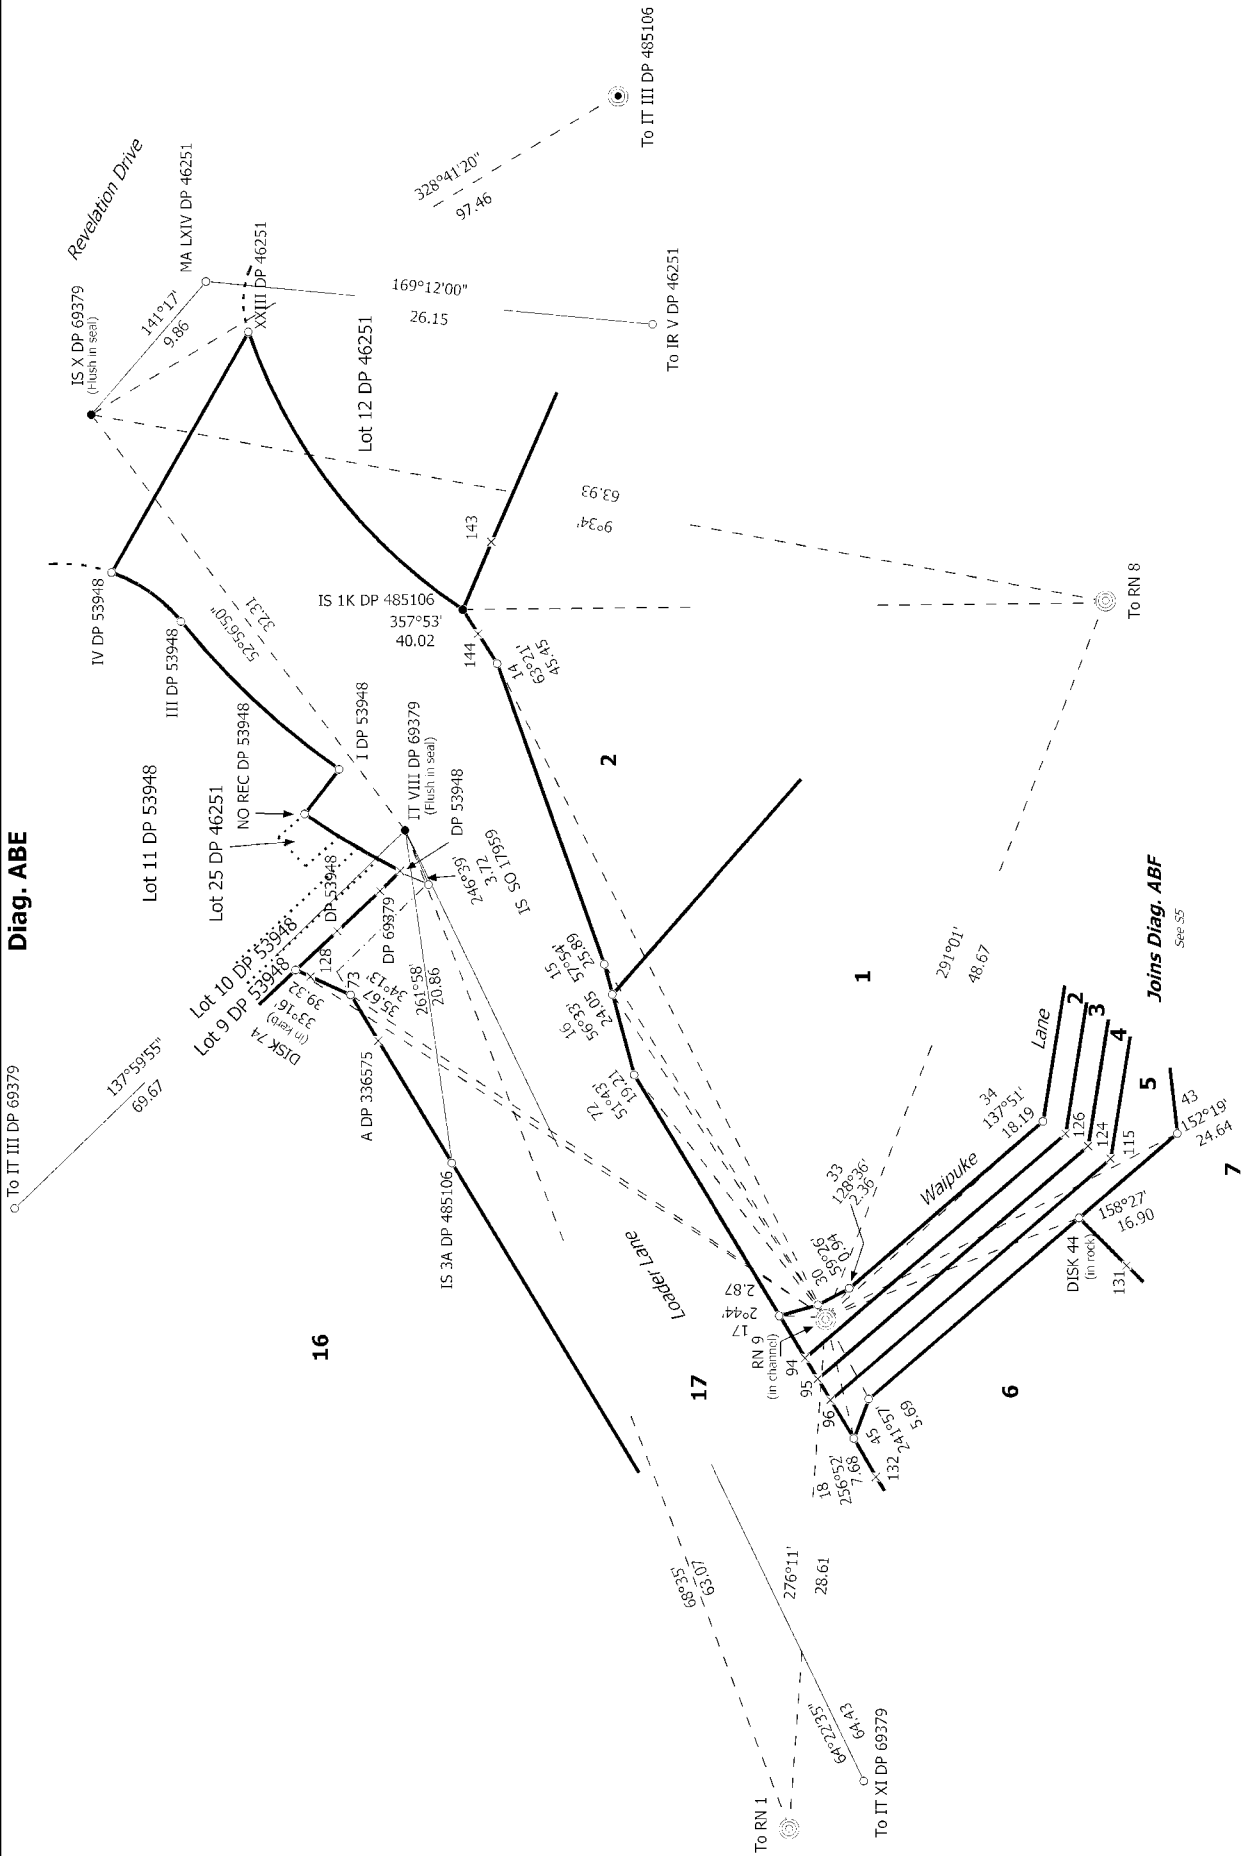 Diag. ABE
To IT III DP 69379
137°59'55"
69.67
Revelation Drive
IS X DP 69379
(Flush in seal)
141°17'
9.86
MA LXIV DP 46251
XXIII DP 46251
169°12'00"
26.15
To IR V DP 46251
328°41'20"
97.46
To IT III DP 485106
Lot 12 DP 46251
IV DP 53948
III DP 53948
52°56'50"
32.31
I DP 53948
NO REC DP 53948
Lot 11 DP 53948
Lot 25 DP 46251
Lot 10 DP 53948
Lot 9 DP 53948
DP 53948
DP 69379
IT VIII DP 69379
(Flush in seal)
DP 53948
246°39'
3.72
IS SO 17959
DISK 74
(in kerb)
33°16'
39.32
128
73
35.67
34°13'
261°58'
20.86
A DP 336575
IS 3A DP 485106
IS 1K DP 485106
357°53'
40.02
143
144
14
63°21'
45.45
63.93
9°34'
To RN 8
291°01'
48.67
2
1
15
57°54'
25.89
16
56°33'
24.05
72
51°43'
19.21
16
17
Loader Lane
17
2°44'
2.87
RN 9
(in channel)
30
59°26'
0.94
33
128°36'
2.36
34
137°51'
18.19
Waipuke
Lane
2
3
4
5
6
7
126
124
115
43
152°19'
24.64
158°27'
16.90
DISK 44
(in rock)
131
94
95
96
45
241°57'
5.69
18
256°52'
7.68
132
68°35'
63.07
276°11'
28.61
64°22'35"
64.43
To RN 1
To IT XI DP 69379
Joins Diag. ABF
See S5